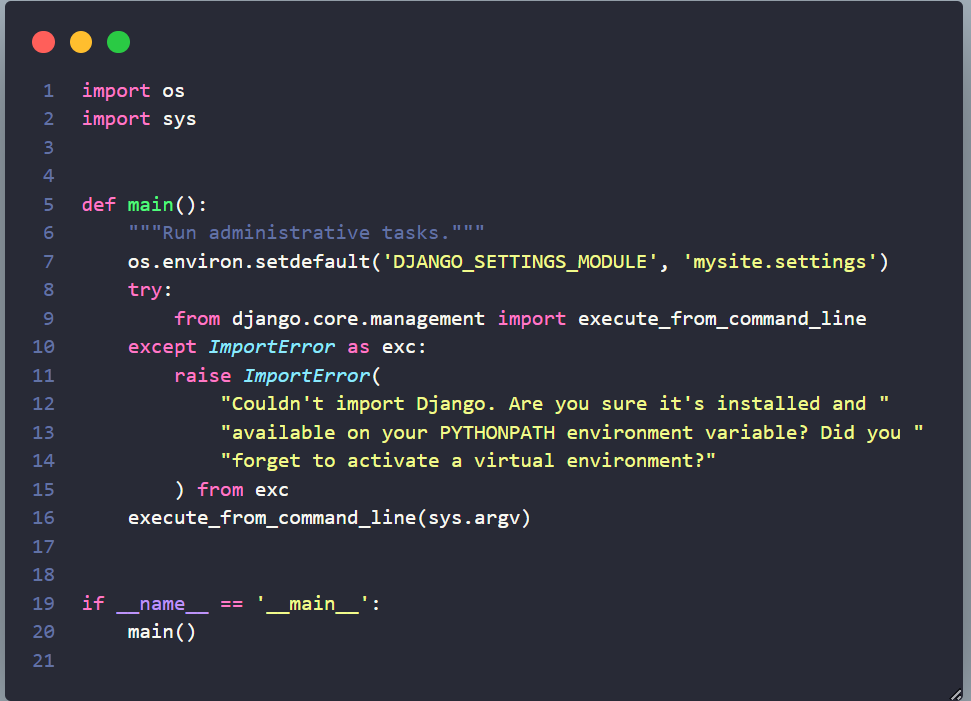 1 import os
2 import sys
3
4
5 def main():
6     """Run administrative tasks."""
7     os.environ.setdefault('DJANGO_SETTINGS_MODULE', 'mysite.settings')
8     try:
9         from django.core.management import execute_from_command_line
10     except ImportError as exc:
11         raise ImportError(
12             "Couldn't import Django. Are you sure it's installed and "
13             "available on your PYTHONPATH environment variable? Did you "
14             "forget to activate a virtual environment?"
15         ) from exc
16     execute_from_command_line(sys.argv)
17
18
19 if __name__ == '__main__':
20     main()
21